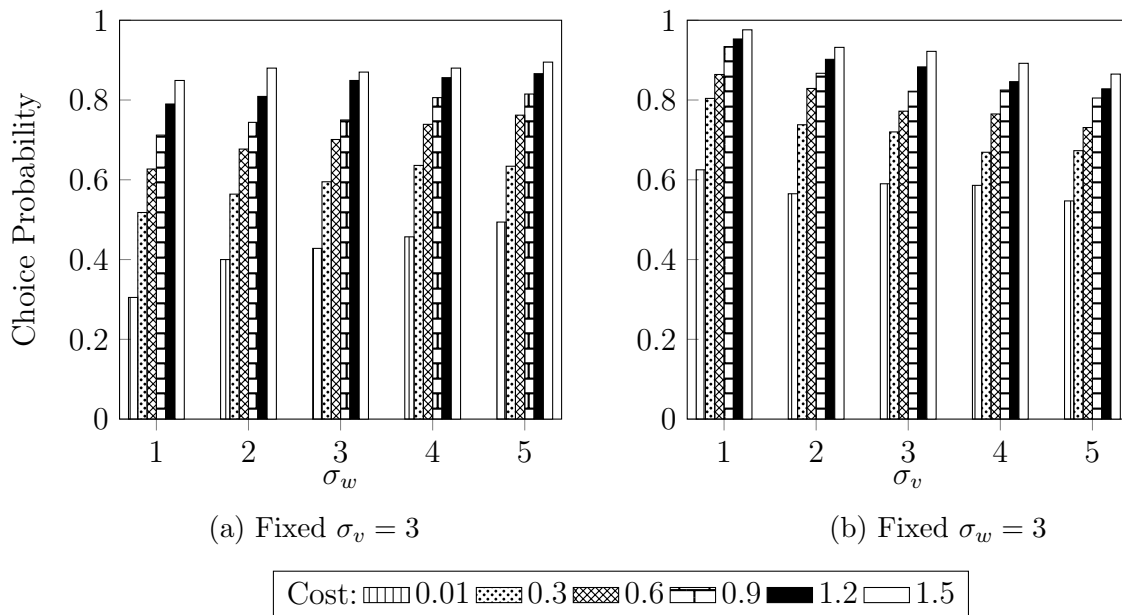 Choice Probability
1
0.8
0.6
0.4
0.2
0
1 2 3 4 5
σw
(a) Fixed σv = 3
1
0.8
0.6
0.4
0.2
0
1 2 3 4 5
σv
(b) Fixed σw = 3
Cost: 0.01 0.3 0.6 0.9 1.2 1.5